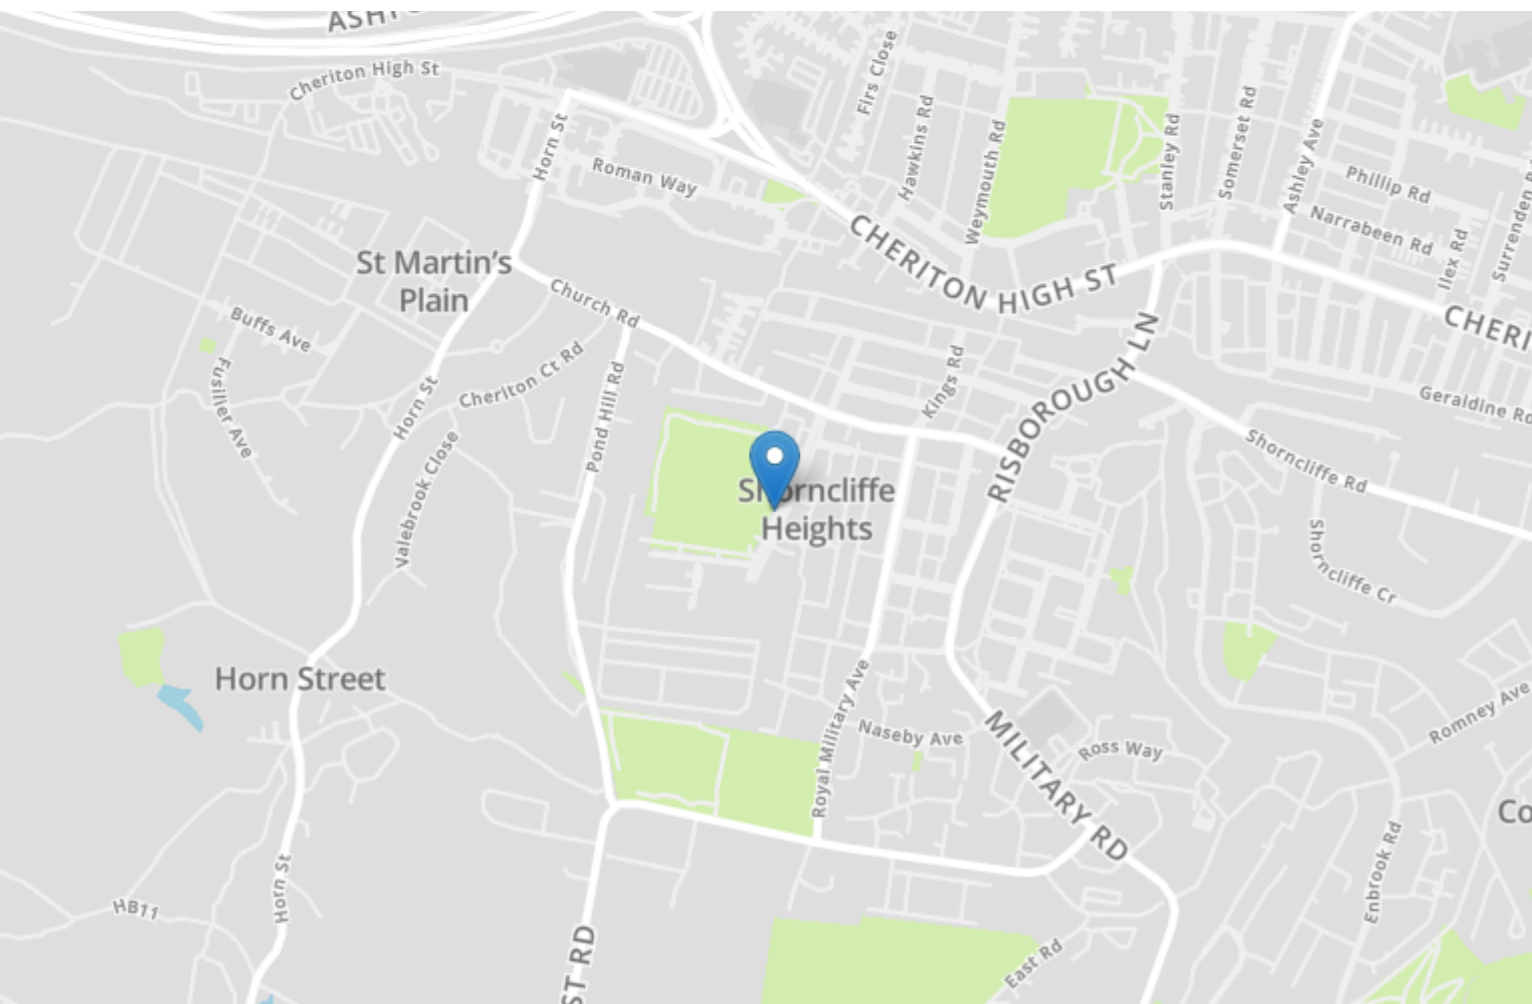 Cheriton High St
Firs Close
Hawkins Rd
Weymouth Rd
Stanley Rd
Somerset Rd
Ashley Ave
Phillip Rd
Narrabeen Rd
Ilex Rd
Horn St
Roman Way
CHERITON HIGH ST
St Martin's
Plain
Church Rd
Buffs Ave
Fusilier Ave
Horn St
Cheriton Ct Rd
Pond Hill Rd
Kings Rd
RISBOROUGH LN
Geraldine Rd
Shorncliffe Rd
Valebrook Close
Shorncliffe
Heights
Shorncliffe Cr
Horn Street
Royal Military Ave
Naseby Ave
MILITARY RD
Ross Way
Romney Ave
Co
Enbrook Rd
Horn St
HB11
ST RD
East Rd